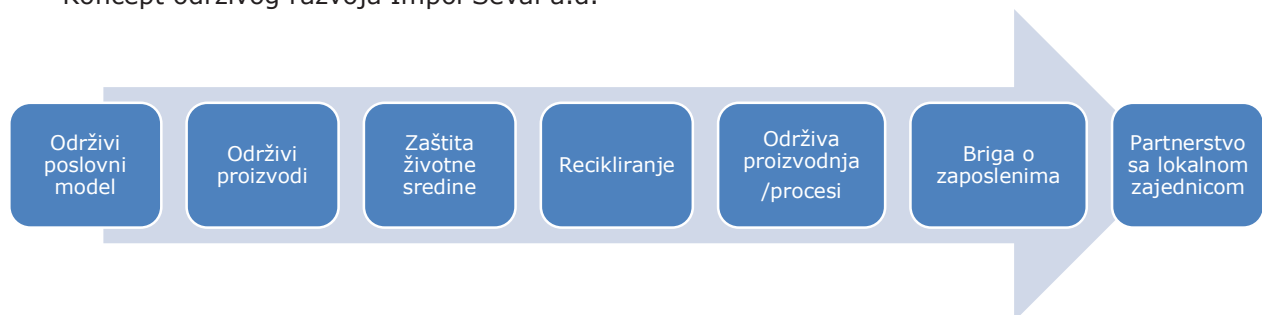 Koncept održivog razvoja Impol Seval a.d.
Održivi
poslovni
model
Održivi
proizvodi
Zaštita
životne
sredine
Recikliranje
Održiva
proizvodnja
/procesi
Briga o
zaposlenima
Partnerstvo
sa lokalnom
zajednicom